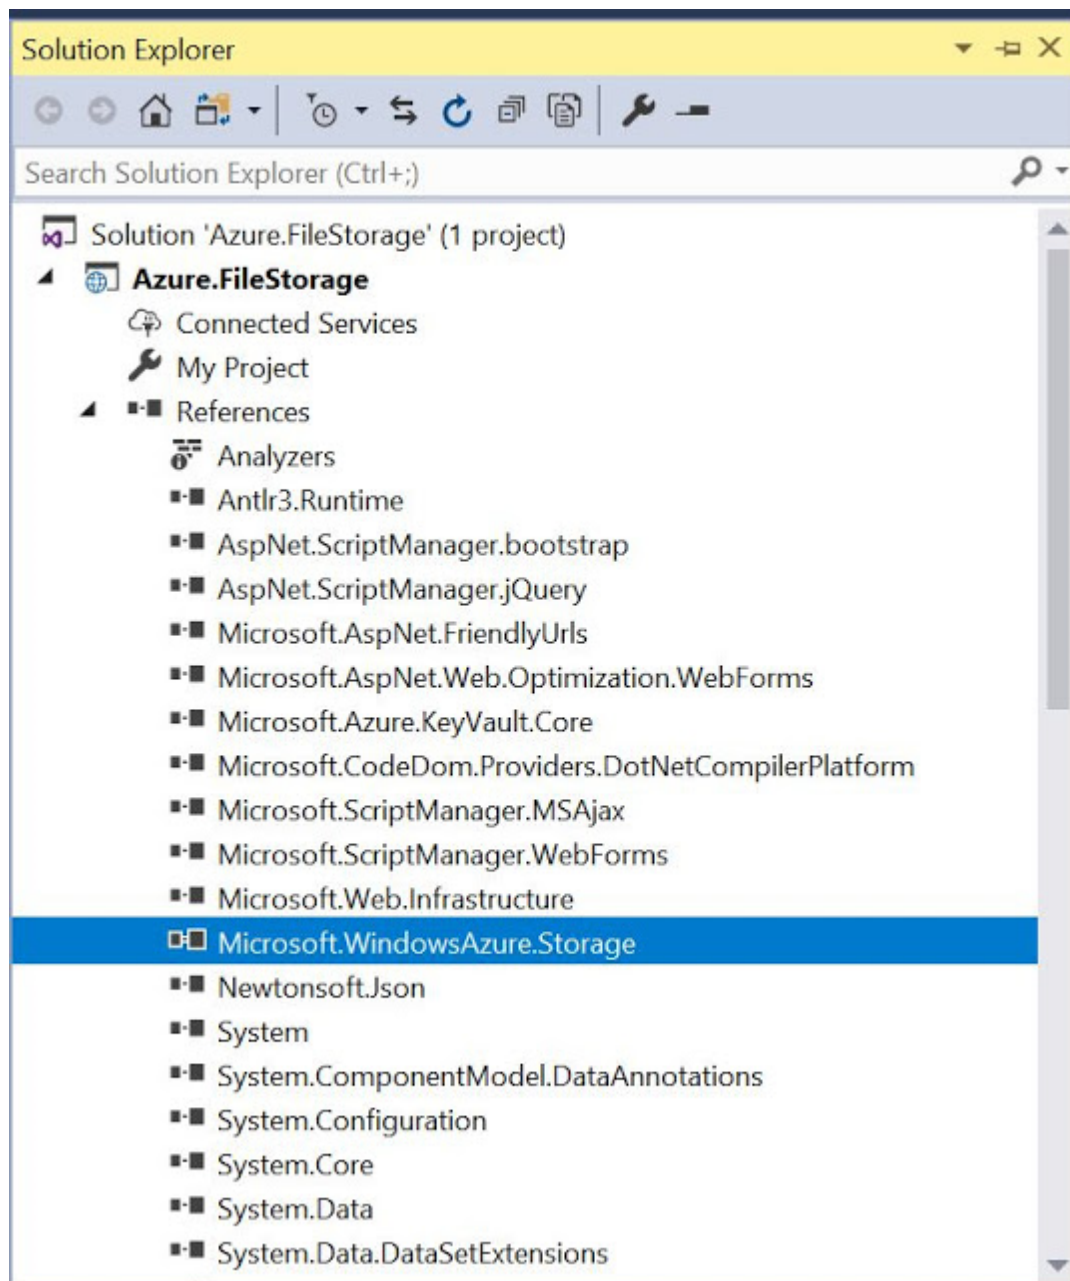 Solution Explorer
Search Solution Explorer (Ctrl+;)
Solution 'Azure.FileStorage' (1 project)
Azure.FileStorage
Connected Services
My Project
References
Analyzers
Antlr3.Runtime
AspNet.ScriptManager.bootstrap
AspNet.ScriptManager.jQuery
Microsoft.AspNet.FriendlyUrls
Microsoft.AspNet.Web.Optimization.WebForms
Microsoft.Azure.KeyVault.Core
Microsoft.CodeDom.Providers.DotNetCompilerPlatform
Microsoft.ScriptManager.MSAjax
Microsoft.ScriptManager.WebForms
Microsoft.Web.Infrastructure
Microsoft.WindowsAzure.Storage
Newtonsoft.Json
System
System.ComponentModel.DataAnnotations
System.Configuration
System.Core
System.Data
System.Data.DataSetExtensions